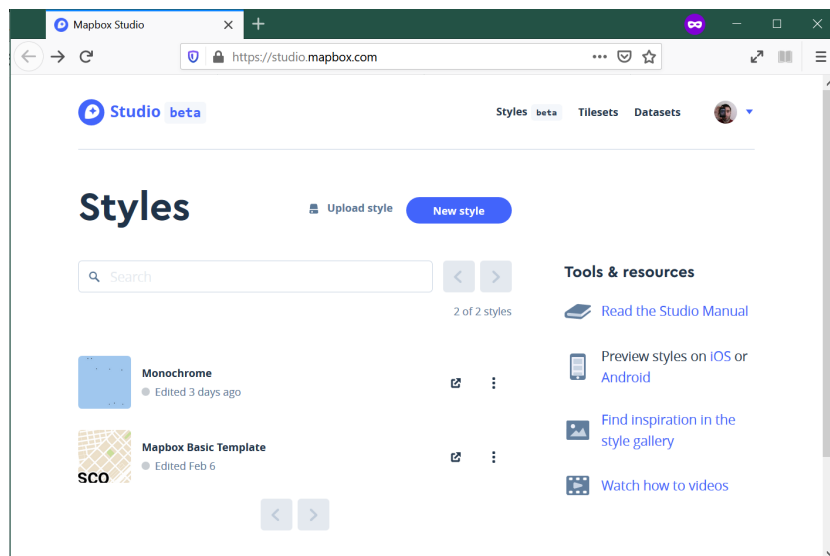 Mapbox Studio
https://studio.mapbox.com
Studio beta
Styles beta Tilesets Datasets
Styles
Upload style
New style
Search
2 of 2 styles
Monochrome
Edited 3 days ago
Mapbox Basic Template
Edited Feb 6
SCO
Tools & resources
Read the Studio Manual
Preview styles on iOS or
Android
Find inspiration in the
style gallery
Watch how to videos